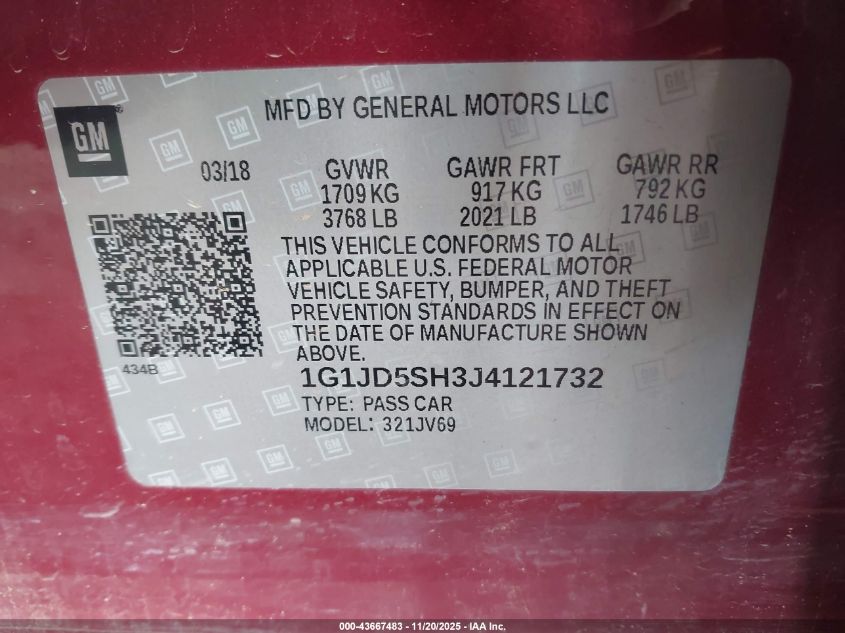 MFD BY GENERAL MOTORS LLC
GM
03/18 GVWR GAWR FRT GAWR RR
1709 KG 917 KG 792 KG
3768 LB 2021 LB 1746 LB
THIS VEHICLE CONFORMS TO ALL
APPLICABLE U.S. FEDERAL MOTOR
VEHICLE SAFETY, BUMPER, AND THEFT
PREVENTION STANDARDS IN EFFECT ON
THE DATE OF MANUFACTURE SHOWN
ABOVE.
434B
1G1JD5SH3J4121732
TYPE: PASS CAR
MODEL: 321JV69
000-43667483 - 11/20/2025 - IAA Inc.